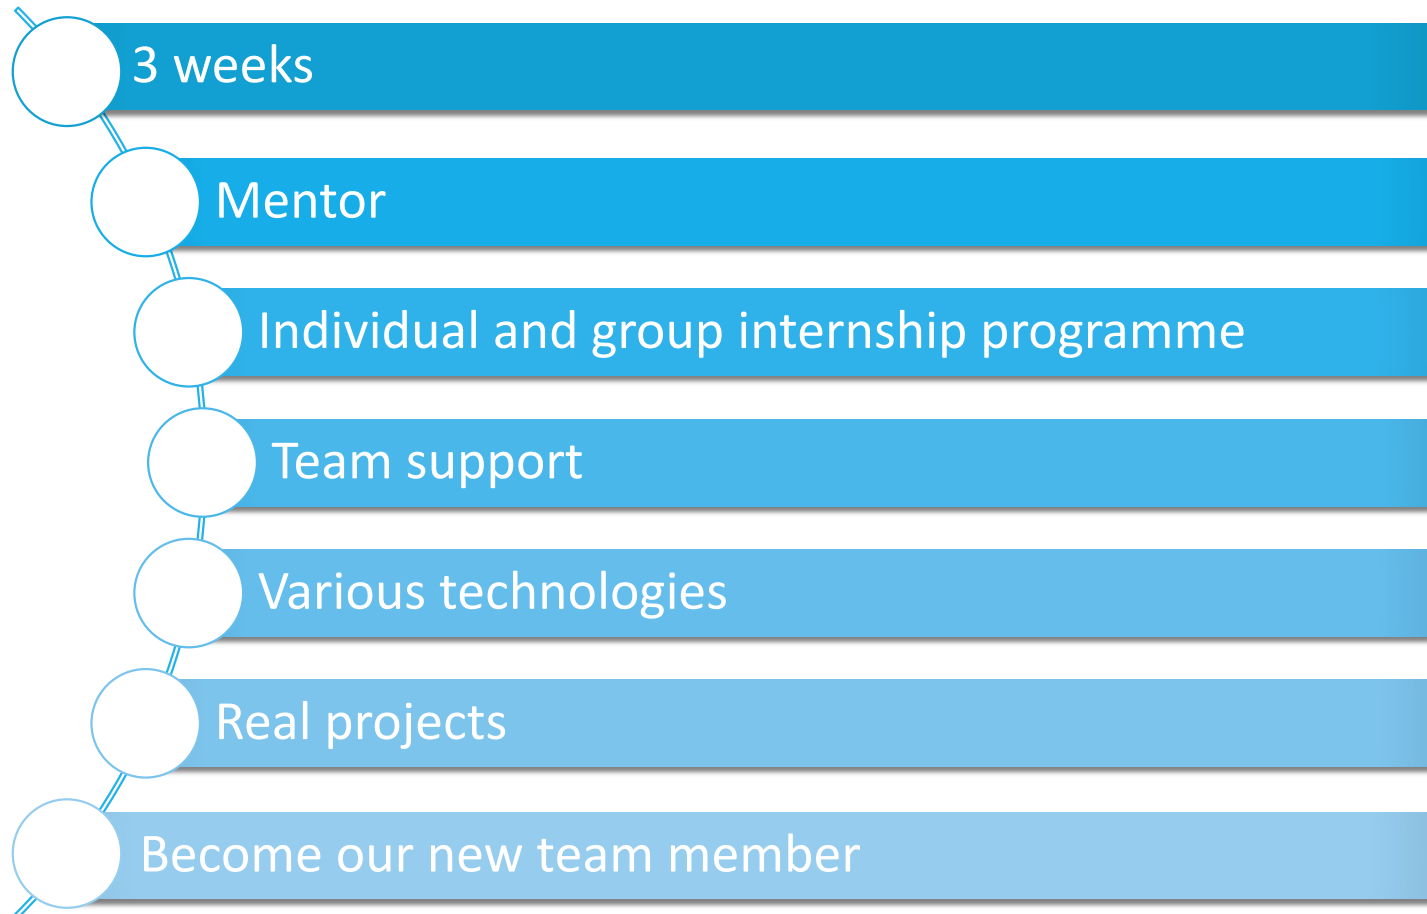 3 weeks
Mentor
Individual and group internship programme
Team support
Various technologies
Real projects
Become our new team member